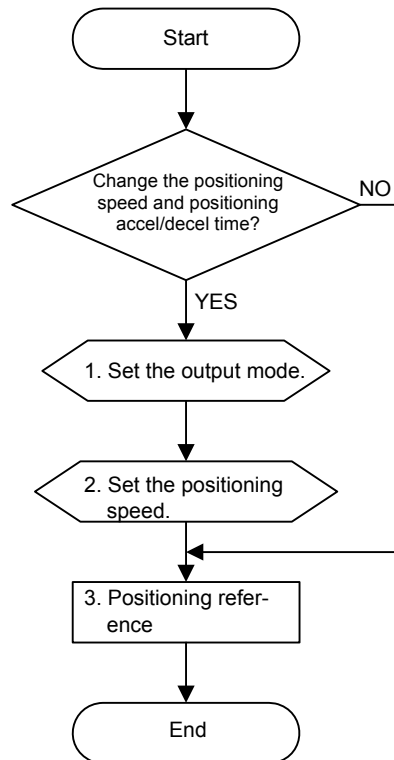 Start
Change the positioning
speed and positioning
accel/decel time?
NO
YES
1. Set the output mode.
2. Set the positioning
speed.
3. Positioning refer-
ence
End